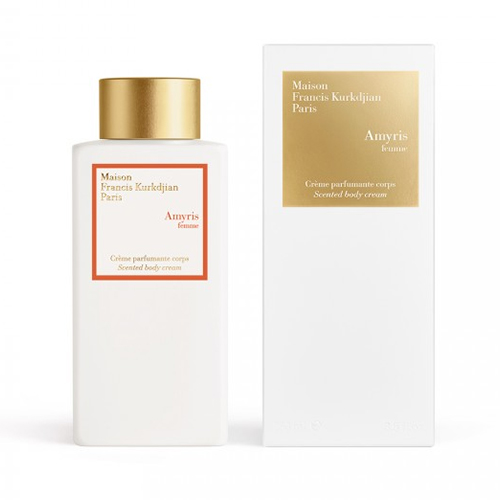 Maison
Francis Kurkdjian
Paris
Amyris
femme
Crème parfumante corps
Scented body cream
Maison
Francis Kurkdjian
Paris
Amyris
femme
Crème parfumante corps
Scented body cream